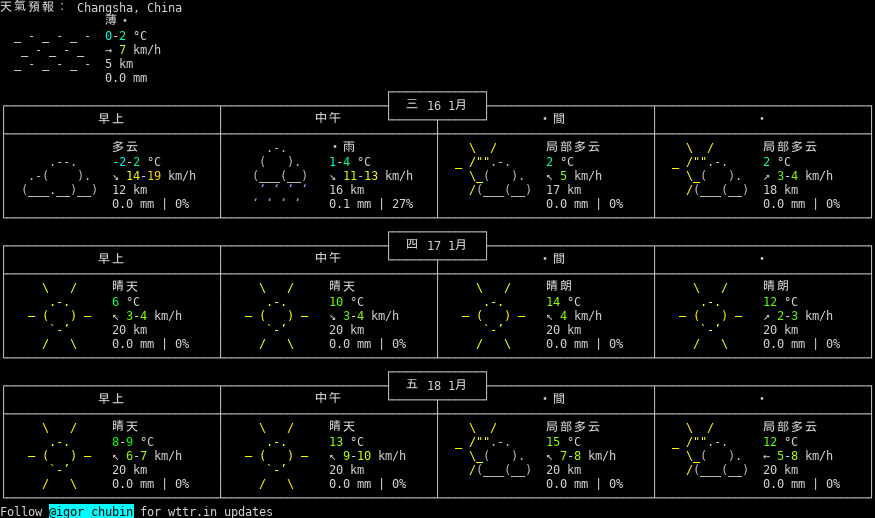 天氣預報： Changsha, China
薄・
0-2 °C
→ 7 km/h
5 km
0.0 mm
三 16 1月
早上 中午 ・間 ・
多云 ・雨 局部多云 局部多云
-2-2 °C 1-4 °C 2 °C 2 °C
↘ 14-19 km/h ↘ 11-13 km/h ↖ 5 km/h ↗ 3-4 km/h
12 km 16 km 17 km 18 km
0.0 mm | 0% 0.1 mm | 27% 0.0 mm | 0% 0.0 mm | 0%
四 17 1月
早上 中午 ・間 ・
晴天 晴天 晴朗 晴朗
6 °C 10 °C 14 °C 12 °C
↖ 3-4 km/h ↘ 3-4 km/h ↖ 4 km/h ↗ 2-3 km/h
20 km 20 km 20 km 20 km
0.0 mm | 0% 0.0 mm | 0% 0.0 mm | 0% 0.0 mm | 0%
五 18 1月
早上 中午 ・間 ・
晴天 晴天 局部多云 局部多云
8-9 °C 13 °C 15 °C 12 °C
↖ 6-7 km/h ↖ 9-10 km/h ↖ 7-8 km/h ← 5-8 km/h
20 km 20 km 20 km 20 km
0.0 mm | 0% 0.0 mm | 0% 0.0 mm | 0% 0.0 mm | 0%
Follow @igor_chubin for wttr.in updates